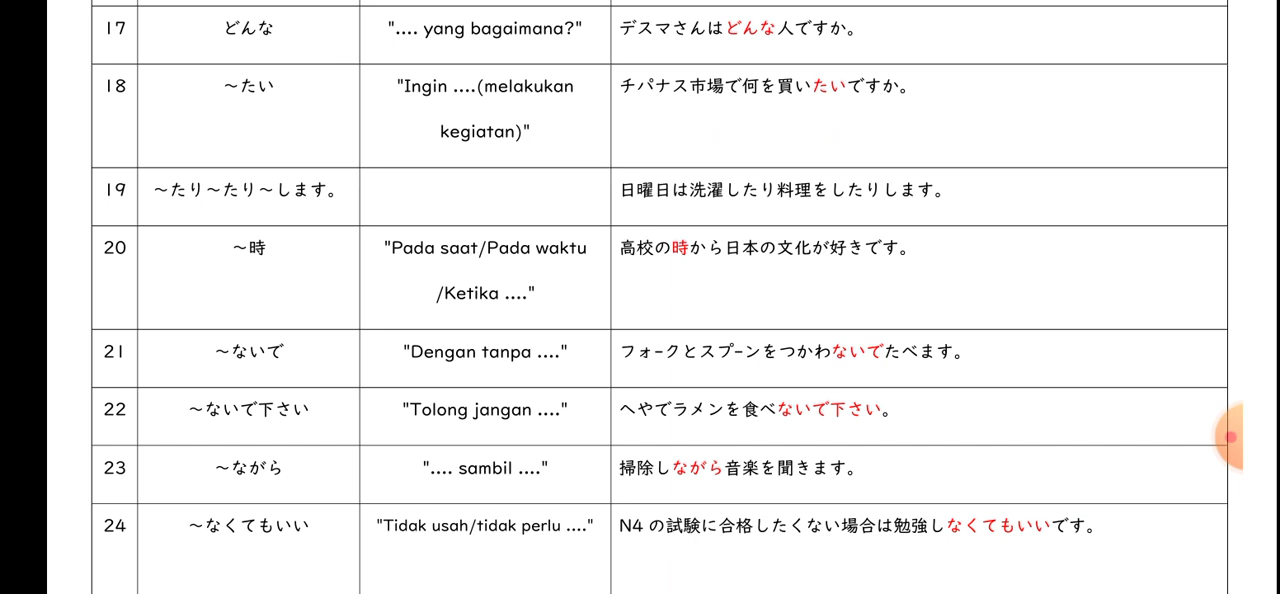 17 どんな ".... yang bagaimana?" デスマさんはどんな人ですか。
18 ～たい "Ingin ....(melakukan チパナス市場で何を買いたいですか。
kegiatan)"
19 ～たり～たり～します。 日曜日は洗濯したり料理をしたりします。
20 ～時 "Pada saat/Pada waktu 高校の時から日本の文化が好きです。
/Ketika ...."
21 ～ないで "Dengan tanpa ...." フォークとスプーンをつかわないでたべます。
22 ～ないで下さい "Tolong jangan ...." へやでラメンを食べないで下さい。
23 ～ながら ".... sambil ...." 掃除しながら音楽を聞きます。
24 ～なくてもいい "Tidak usah/tidak perlu ...." N4 の試験に合格したくない場合は勉強しなくてもいいです。